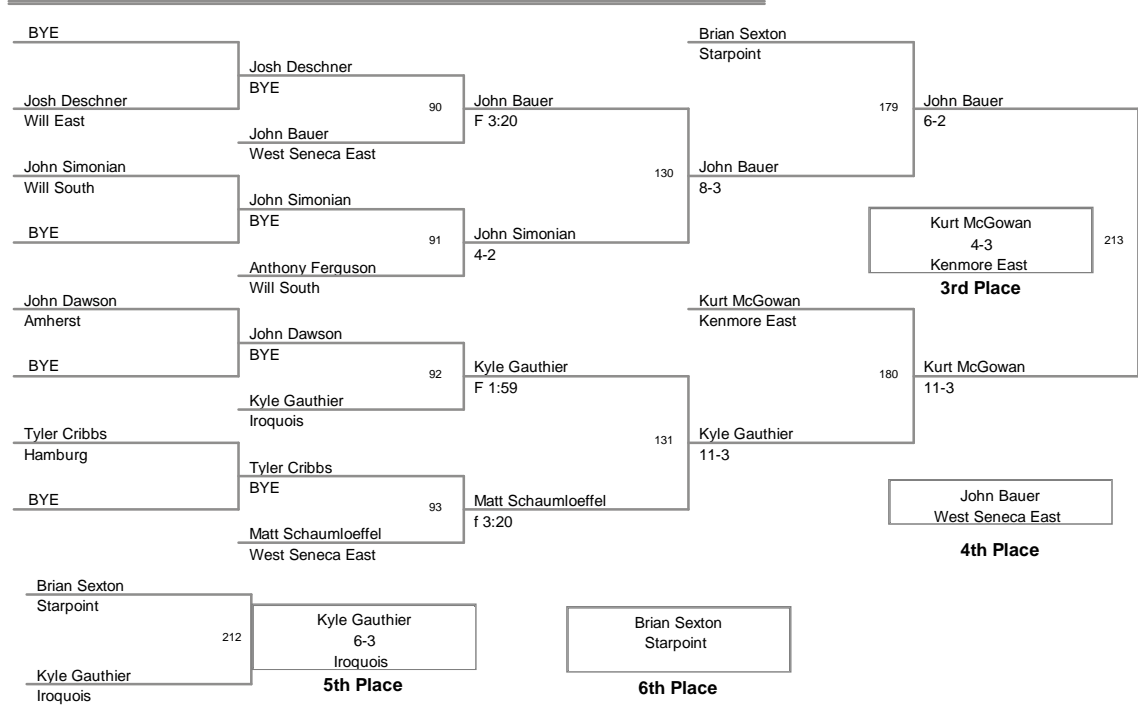 BYE
Brian Sexton
Starpoint
Josh Deschner
BYE
Josh Deschner
Will East
90
John Bauer
F 3:20
179
John Bauer
6-2
John Bauer
West Seneca East
John Simonian
Will South
130
John Bauer
8-3
John Simonian
BYE
BYE
91
John Simonian
4-2
Kurt McGowan
4-3
Kenmore East
213
3rd Place
Anthony Ferguson
Will South
John Dawson
Amherst
Kurt McGowan
Kenmore East
John Dawson
BYE
BYE
92
Kyle Gauthier
F 1:59
180
Kurt McGowan
11-3
Kyle Gauthier
Iroquois
Tyler Cribbs
Hamburg
131
Kyle Gauthier
11-3
Tyler Cribbs
BYE
BYE
93
Matt Schaumloeffel
f 3:20
John Bauer
West Seneca East
4th Place
Matt Schaumloeffel
West Seneca East
Brian Sexton
Starpoint
212
Kyle Gauthier
6-3
Iroquois
5th Place
Brian Sexton
Starpoint
6th Place
Kyle Gauthier
Iroquois